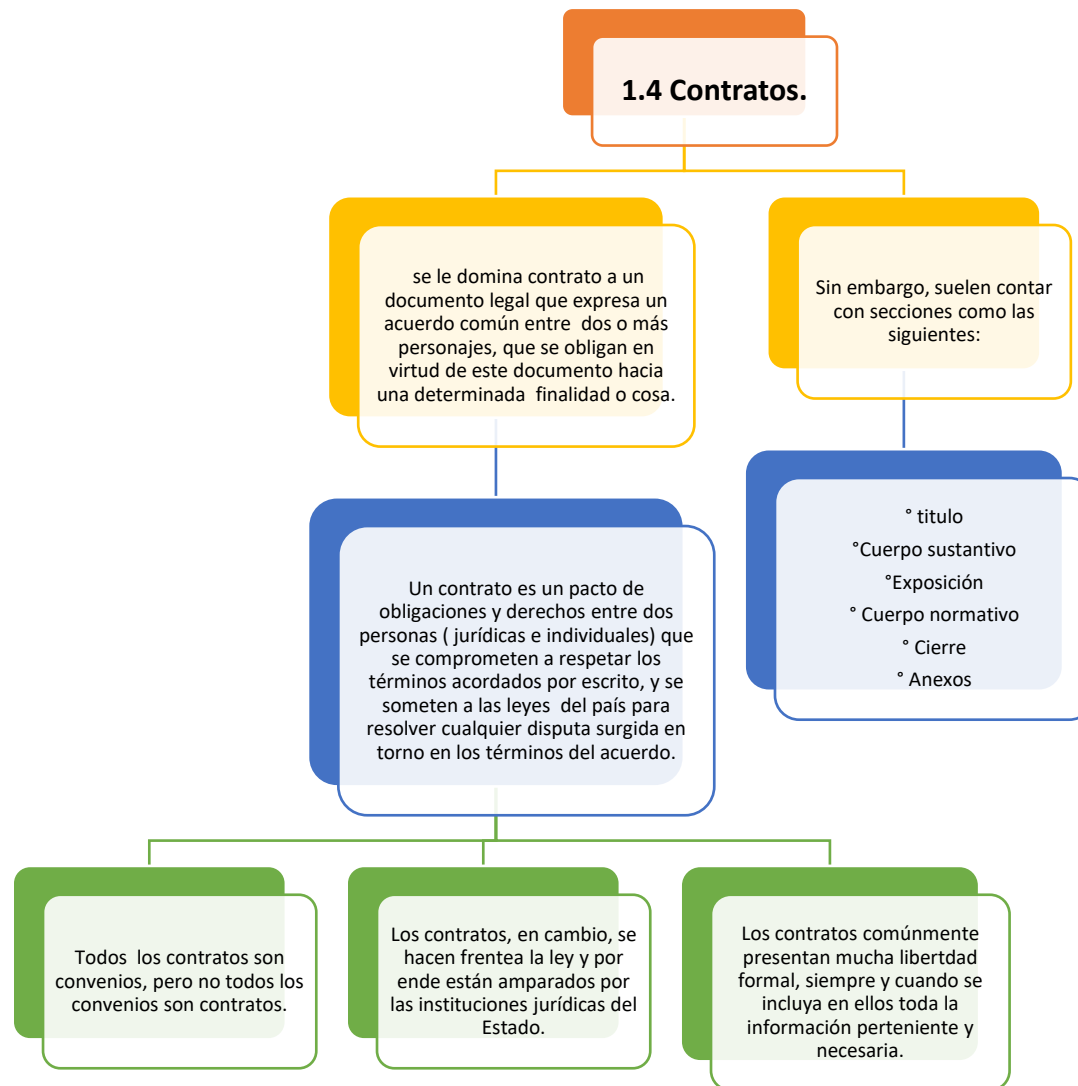 1.4 Contratos.
se le domina contrato a un
documento legal que expresa un
acuerdo común entre dos o más
personajes, que se obligan en
virtud de este documento hacia
una determinada finalidad o cosa.
Sin embargo, suelen contar
con secciones como las
siguientes:
Un contrato es un pacto de
obligaciones y derechos entre dos
personas ( jurídicas e individuales) que
se comprometen a respetar los
términos acordados por escrito, y se
someten a las leyes del país para
resolver cualquier disputa surgida en
torno en los términos del acuerdo.
° titulo
°Cuerpo sustantivo
°Exposición
° Cuerpo normativo
° Cierre
° Anexos
Todos los contratos son
convenios, pero no todos los
convenios son contratos.
Los contratos, en cambio, se
hacen frentea la ley y por
ende están amparados por
las instituciones jurídicas del
Estado.
Los contratos comúnmente
presentan mucha libertdad
formal, siempre y cuando se
incluya en ellos toda la
información perteniente y
necesaria.